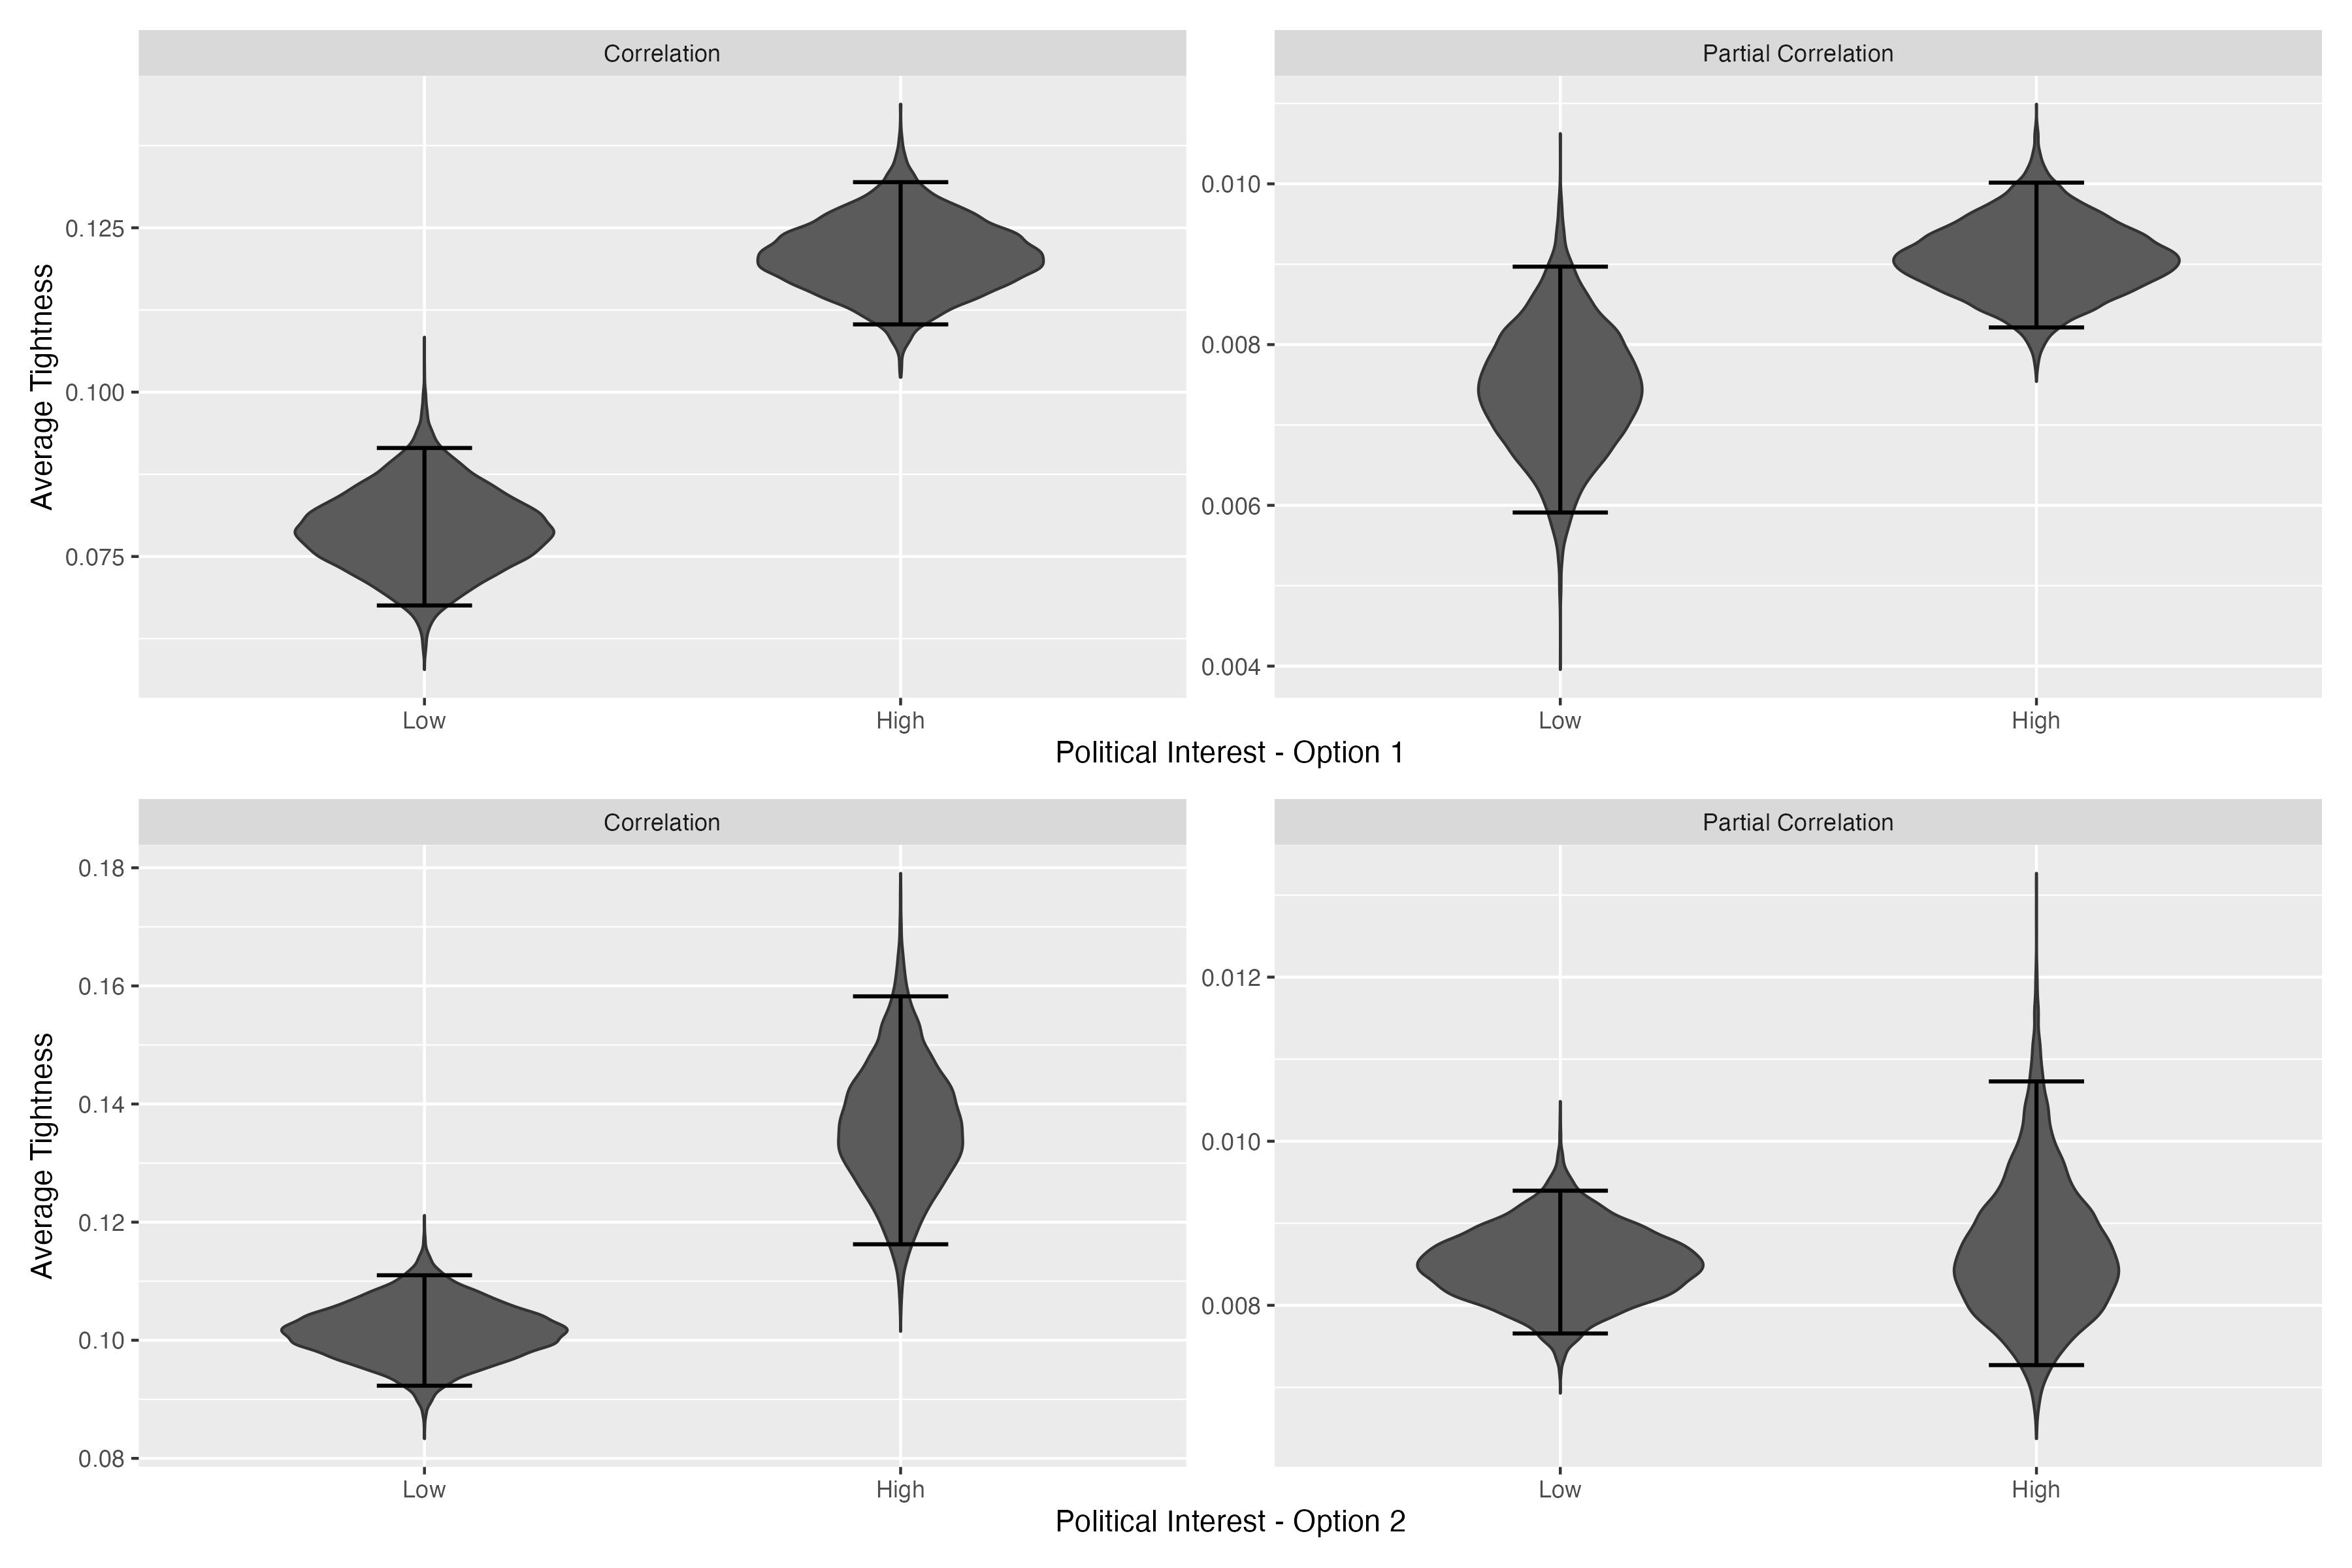 Correlation
Partial Correlation
Average Tightness
0.125
0.100
0.075
0.010
0.008
0.006
0.004
Low
High
Low
High
Political Interest - Option 1
Correlation
Partial Correlation
Average Tightness
0.18
0.16
0.14
0.12
0.10
0.08
0.012
0.010
0.008
Low
High
Low
High
Political Interest - Option 2